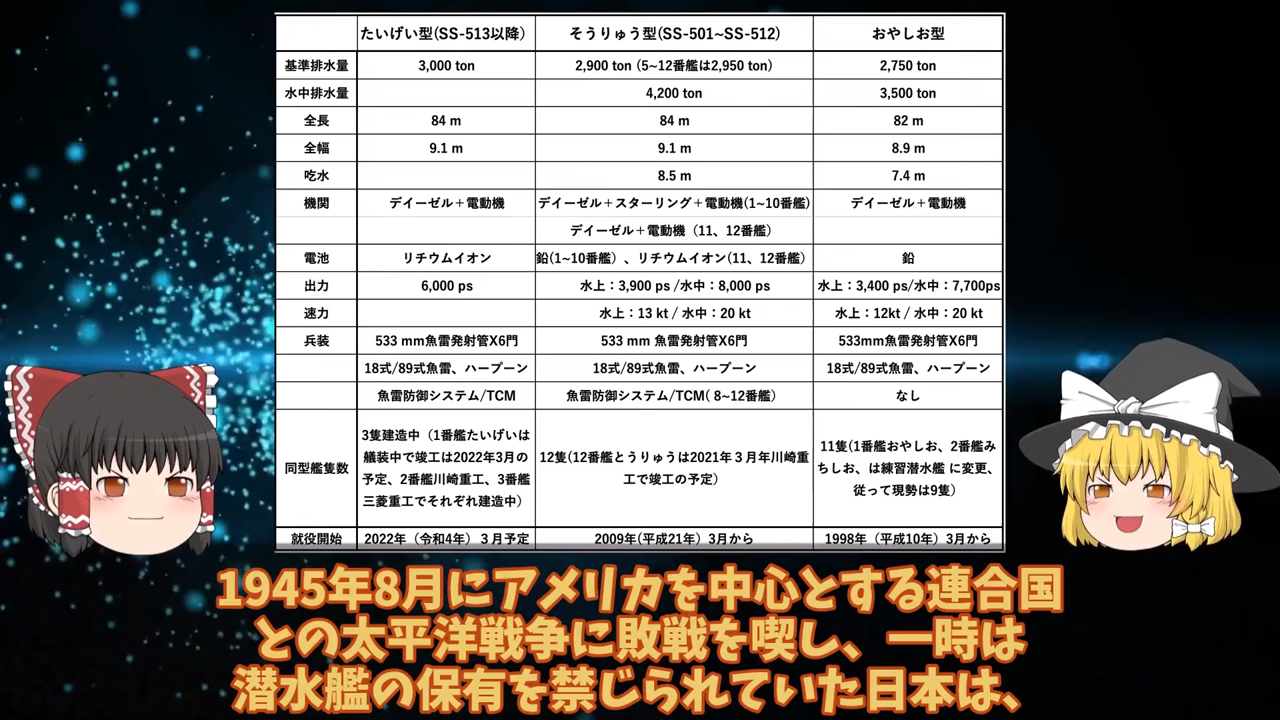 たいげい型(SS-513以降) そうりゅう型(SS-501~SS-512) おやしお型
基準排水量 3,000 ton 2,900 ton (5~12番艦は2,950 ton) 2,750 ton
水中排水量 4,200 ton 3,500 ton
全長 84 m 84 m 82 m
全幅 9.1 m 9.1 m 8.9 m
吃水 8.5 m 7.4 m
機関 デイーゼル＋電動機 デイーゼル＋スターリング＋電動機(1~10番艦) デイーゼル＋電動機
デイーゼル＋電動機（11、12番艦）
電池 リチウムイオン 鉛(1~10番艦）、リチウムイオン(11、12番艦） 鉛
出力 6,000 ps 水上：3,900 ps /水中：8,000 ps 水上：3,400 ps/水中：7,700ps
速力 水上：13 kt / 水中：20 kt 水上：12kt / 水中：20 kt
兵装 533 mm魚雷発射管X6門 533 mm 魚雷発射管X6門 533mm魚雷発射管X6門
18式/89式魚雷、ハープーン 18式/89式魚雷、ハープーン 18式/89式魚雷、ハープーン
魚雷防御システム/TCM 魚雷防御システム/TCM( 8~12番艦） なし
同型艦隻数
3隻建造中（1番艦たいげいは
艤装中で竣工は2022年3月の
予定、2番艦川崎重工、3番艦
三菱重工でそれぞれ建造中）
12隻(12番艦とうりゅうは2021年３月年川崎重
工で竣工の予定）
11隻(1番艦おやしお、2番艦み
ちしお、は練習潜水艦 に変更、
従って現勢は9隻）
就役開始 2022年（令和4年）３月予定 2009年(平成21年）3月から 1998年（平成10年）3月から
1945年8月にアメリカを中心とする連合国
との太平洋戦争に敗戦を喫し、一時は
潜水艦の保有を禁じられていた日本は、